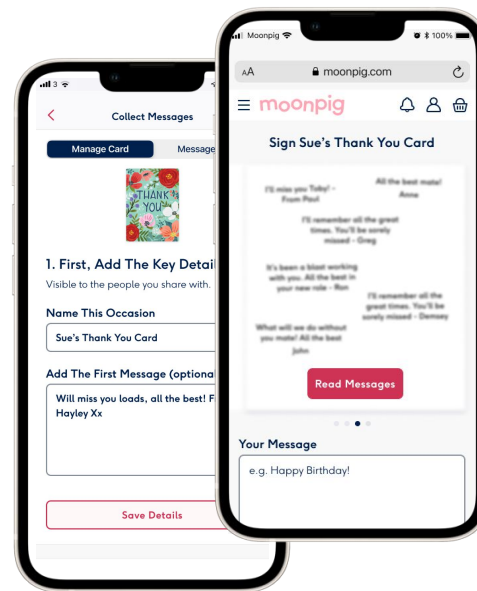 3
Collect Messages
Manage Card
Message
THANK
YOU
1. First, Add The Key Detai
Visible to the people you share with.
Name This Occasion
Sue's Thank You Card
Add The First Message (optiona
Will miss you loads, all the best! F
Hayley Xx
Save Details
Moonpig
100%
AA
moonpig.com
moonpig
Sign Sue's Thank You Card
I'll miss you Toby! -
From Paul
All the best mate!
Anne
I'll remember all the great
times. You'll be sorely
missed - Greg
It's been a blast working
with you. All the best in
your new role - Ron
I'll remember all the
great times. You'll be
sorely missed - Demsey
What will we do without
you mate! All the best
John
Read Messages
Your Message
e.g. Happy Birthday!